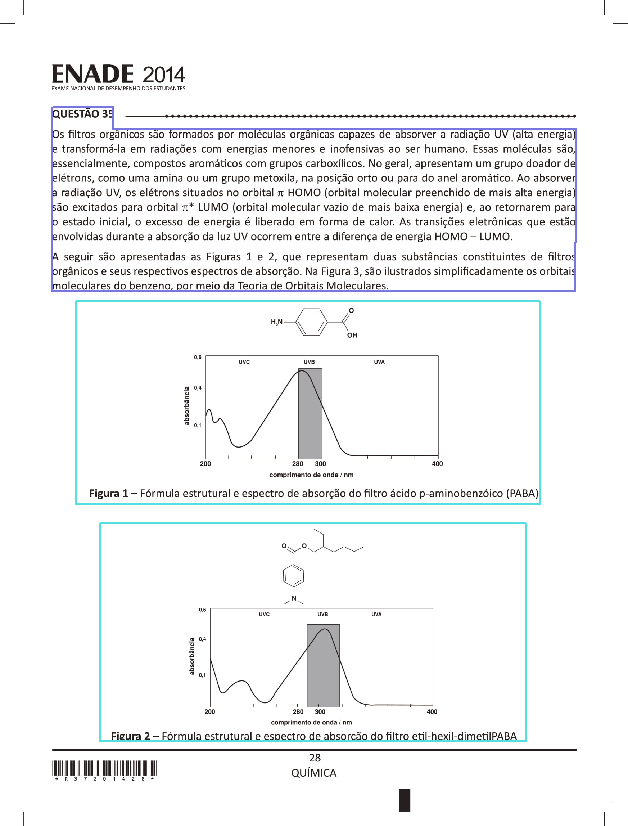 ENADE 2014
EXAME NACIONAL DE DESEMPENHO DOS ESTUDANTES
QUESTÃO 35
Os filtros orgânicos são formados por moléculas orgânicas capazes de absorver a radiação UV (alta energia)
e transformá-la em radiações com energias menores e inofensivas ao ser humano. Essas moléculas são,
essencialmente, compostos aromáticos com grupos carboxílicos. No geral, apresentam um grupo doador de
elétrons, como uma amina ou um grupo metoxila, na posição orto ou para do anel aromático. Ao absorver
a radiação UV, os elétrons situados no orbital π HOMO (orbital molecular preenchido de mais alta energia)
são excitados para orbital π* LUMO (orbital molecular vazio de mais baixa energia) e, ao retornarem para
o estado inicial, o excesso de energia é liberado em forma de calor. As transições eletrônicas que estão
envolvidas durante a absorção da luz UV ocorrem entre a diferença de energia HOMO – LUMO.
A seguir são apresentadas as Figuras 1 e 2, que representam duas substâncias constituintes de filtros
orgânicos e seus respectivos espectros de absorção. Na Figura 3, são ilustrados simplificadamente os orbitais
moleculares do benzeno, por meio da Teoria de Orbitais Moleculares.
O
H₂N
OH
0,6
UVC UVB UVA
0,4
absorbância
0,1
200 280 300 400
comprimento de onda / nm
Figura 1 – Fórmula estrutural e espectro de absorção do filtro ácido p-aminobenzóico (PABA)
O O
N
0,6
UVC UVB UVA
0,4
absorbância
0,1
200 280 300 400
comprimento de onda / nm
Figura 2 – Fórmula estrutural e espectro de absorção do filtro etil-hexil-dimetilPABA
28
QUÍMICA
*R37201428*